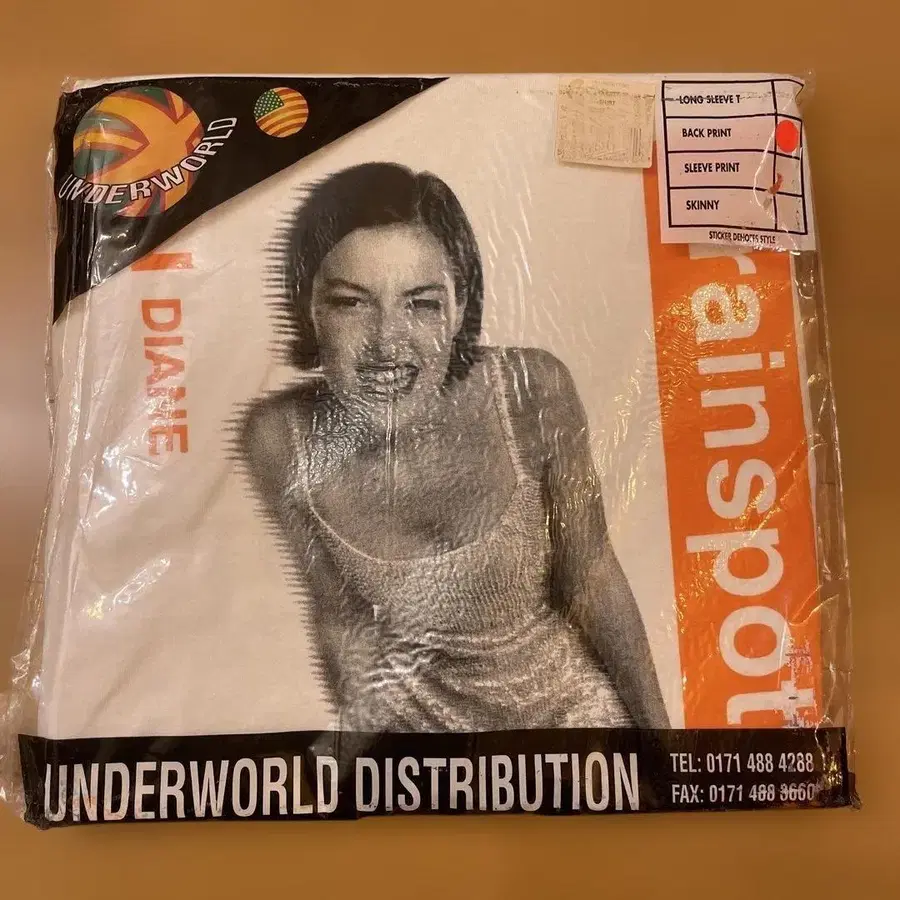 UNDERWORLD
LONG SLEEVE T
BACK PRINT
SLEEVE PRINT
SKINNY
STICKER DENOTES STYLE
DIANE
rainspot
UNDERWORLD DISTRIBUTION
TEL: 0171 488 4288
FAX: 0171 488 3660